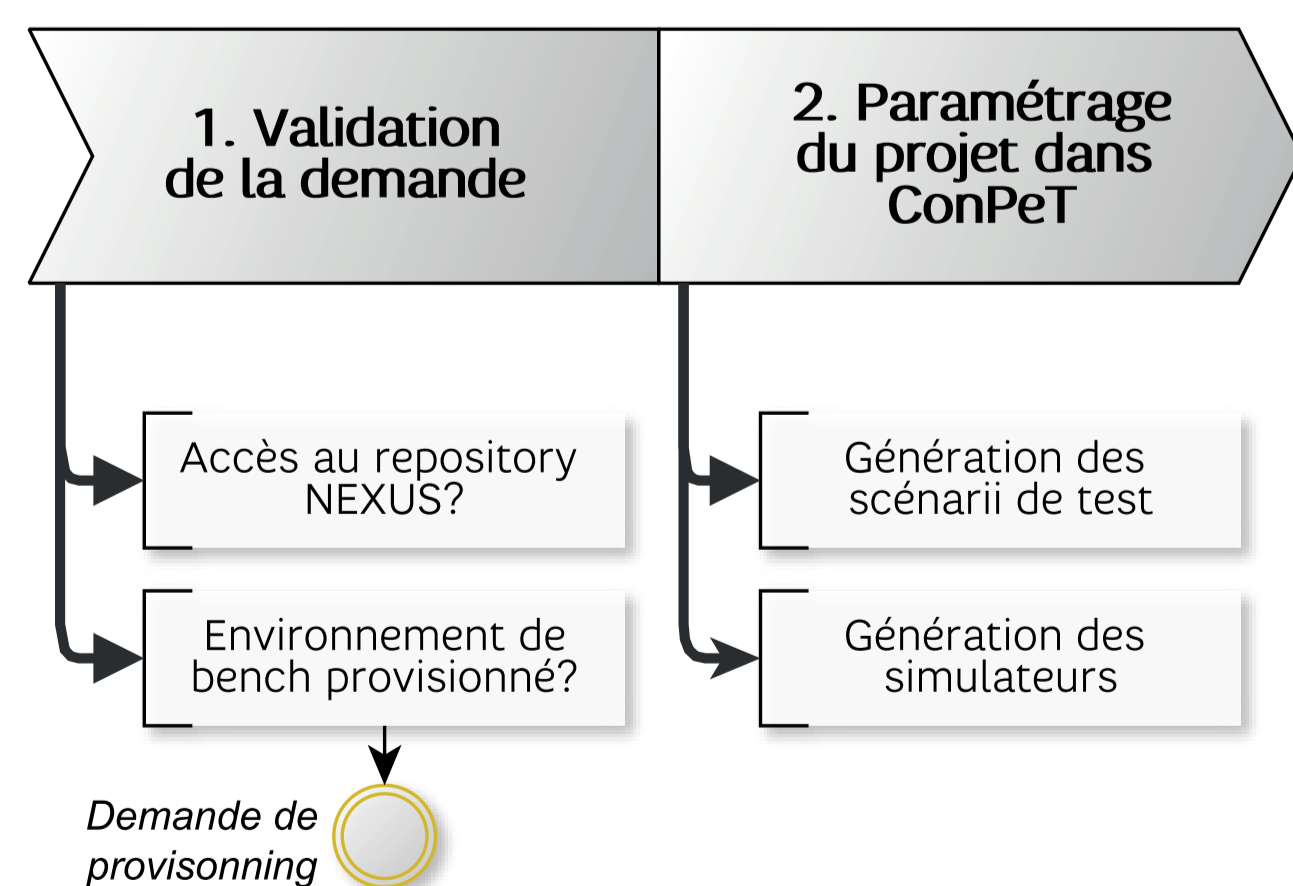 1. Validation
de la demande
2. Paramétrage
du projet dans
ConPeT
Accès au repository
NEXUS?
Environnement de
bench provisionné?
Demande de
provisonning
Génération des
scénarii de test
Génération des
simulateurs